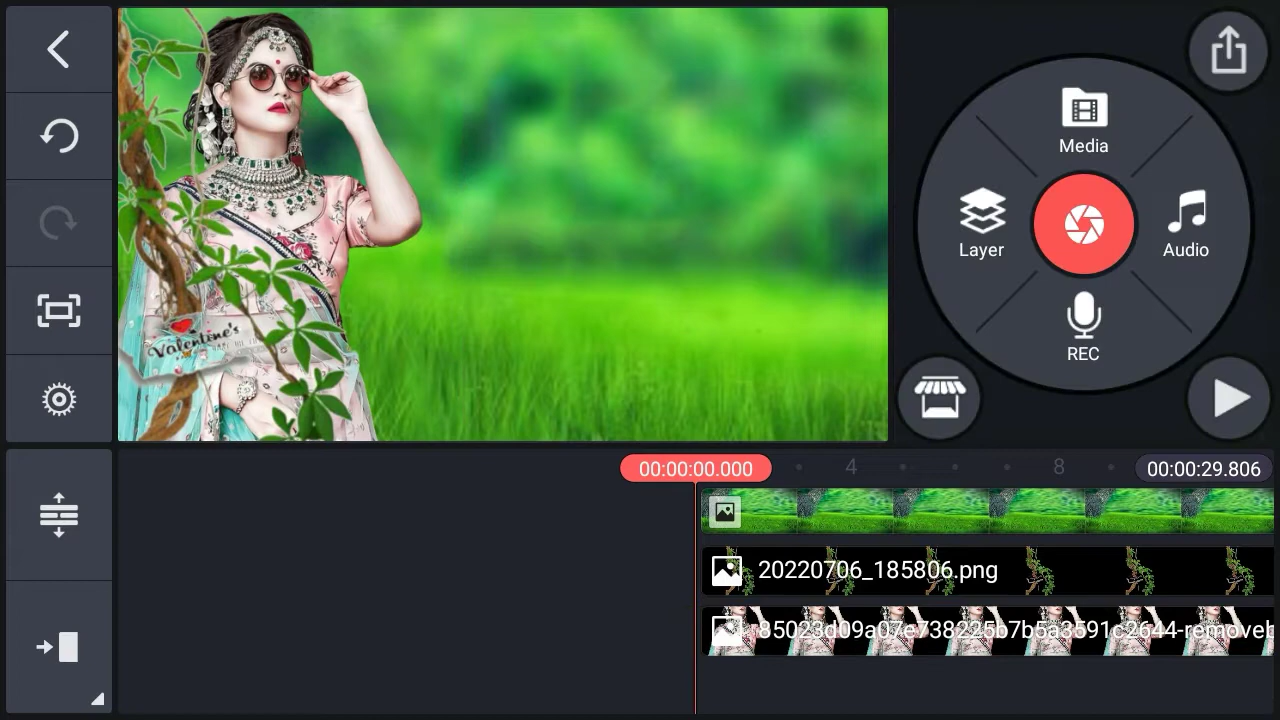 Media
Layer
Audio
REC
Valentine's
00:00:00.000
4
8
00:00:29.806
20220706_185806.png
85023d09a07e738225b7b5a3591c2644-removeb